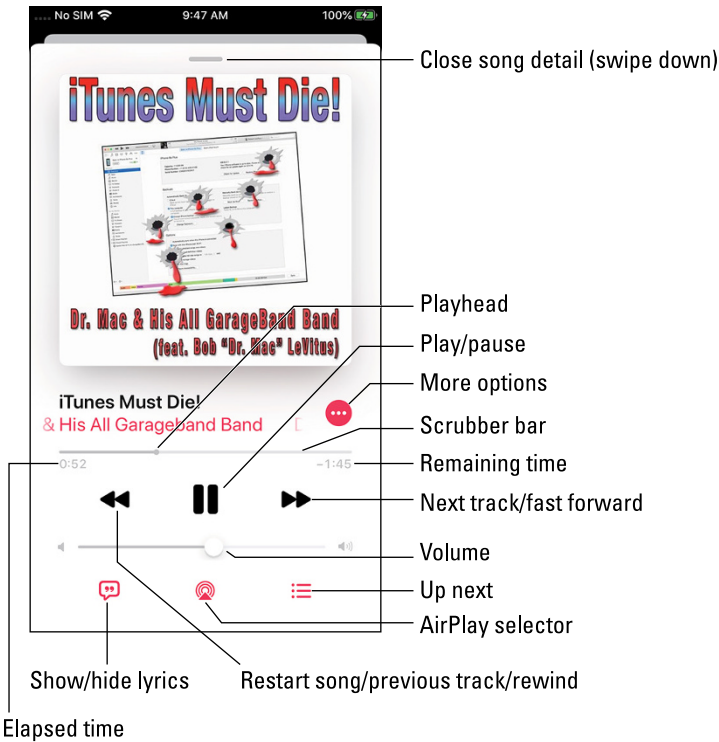 No SIM 9:47 AM 100%
Close song detail (swipe down)
iTunes Must Die!
Dr. Mac & His All GarageBand Band
(feat. Bob "Dr. Mac" LeVitus)
Playhead
Play/pause
More options
iTunes Must Die!
& His All Garageband Band
Scrubber bar
0:52 −1:45
Remaining time
Next track/fast forward
Volume
Up next
AirPlay selector
Show/hide lyrics
Restart song/previous track/rewind
Elapsed time